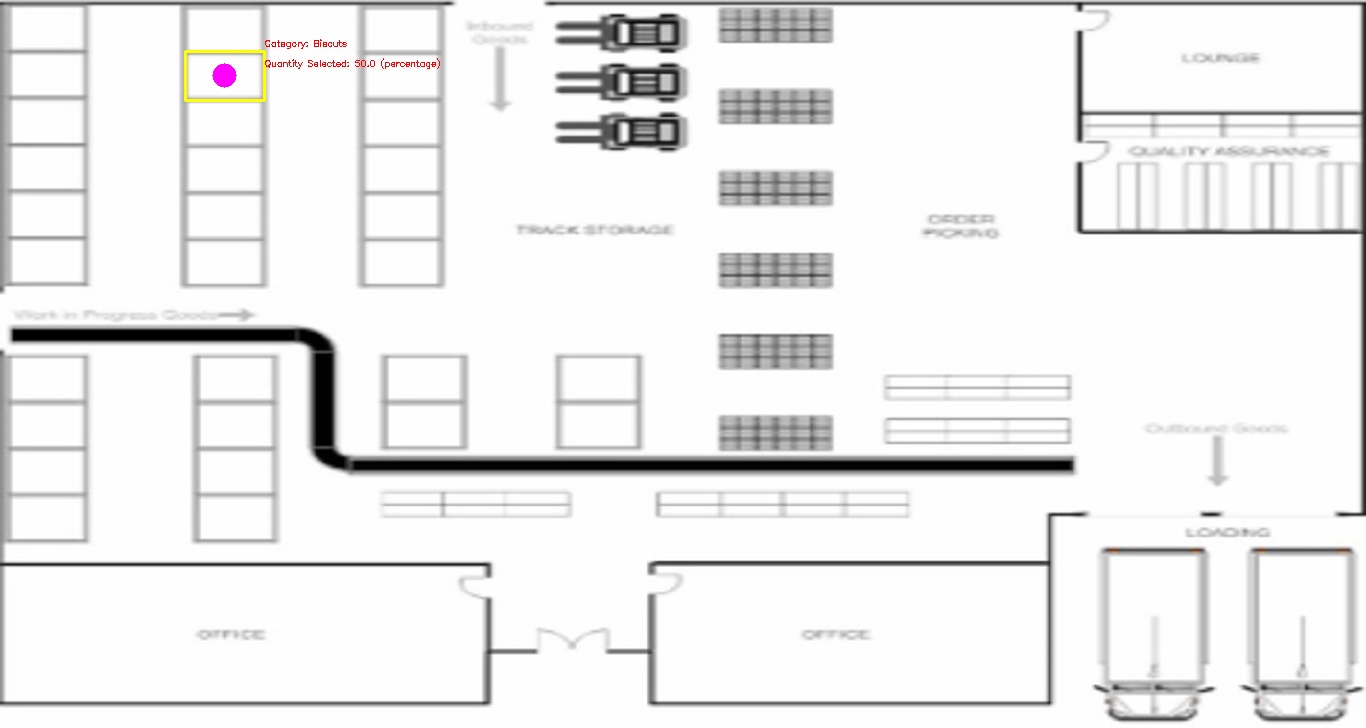 Inbound
Goods
Category: Biscuts
Quantity Selected: 50.0 (percentage)
LOUNGE
QUALITY ASSURANCE
TRACK STORAGE
ORDER
PICKING
Work in Progress Goods
Outbound Goods
LOADING
OFFICE
OFFICE